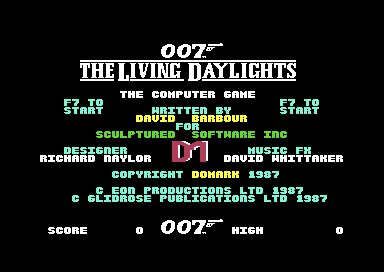 007
THE LIVING DAYLIGHTS
THE COMPUTER GAME
F7 TO START
F7 TO START
WRITTEN BY
DAVID BARBOUR
FOR
SCULPTURED SOFTWARE INC
DESIGNER
RICHARD NAYLOR
DM
MUSIC FX
DAVID WHITTAKER
COPYRIGHT DOMARK 1987
C EON PRODUCTIONS LTD 1987
C GLIDROSE PUBLICATIONS LTD 1987
SCORE 0 007 HIGH 0